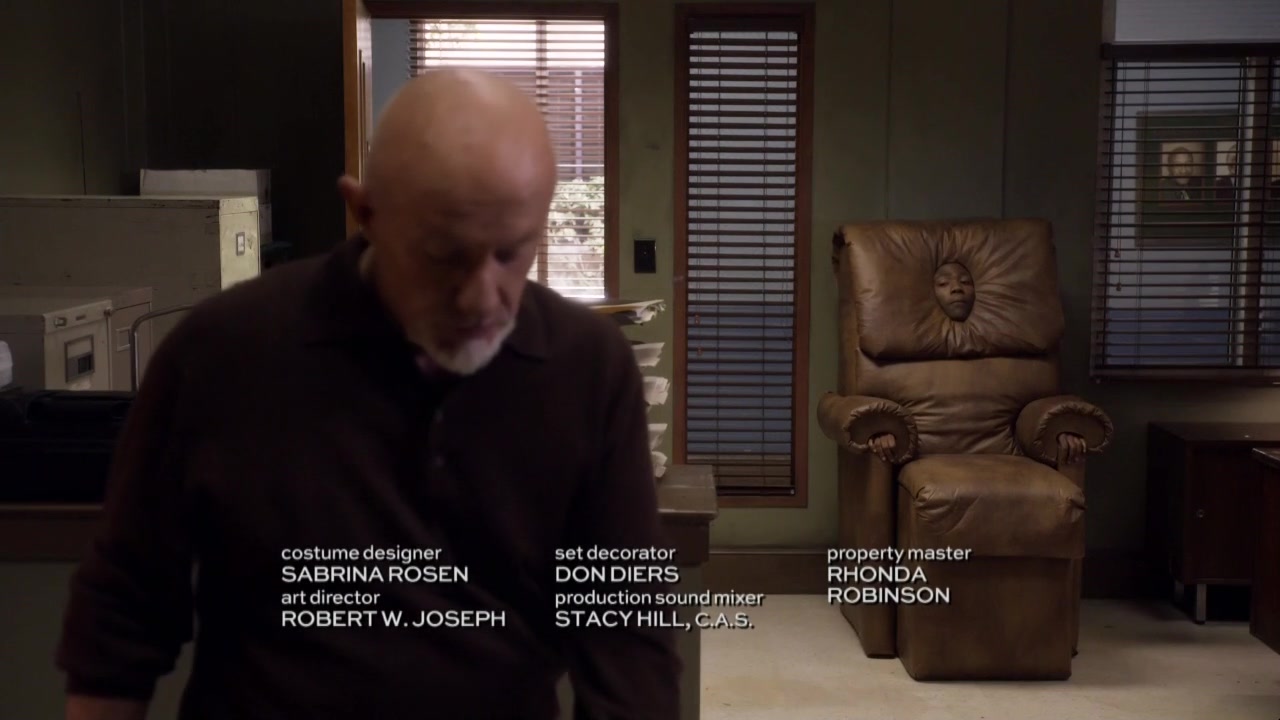 costume designer
SABRINA ROSEN
art director
ROBERT W. JOSEPH
set decorator
DON DIERS
production sound mixer
STACY HILL, C.A.S.
property master
RHONDA
ROBINSON